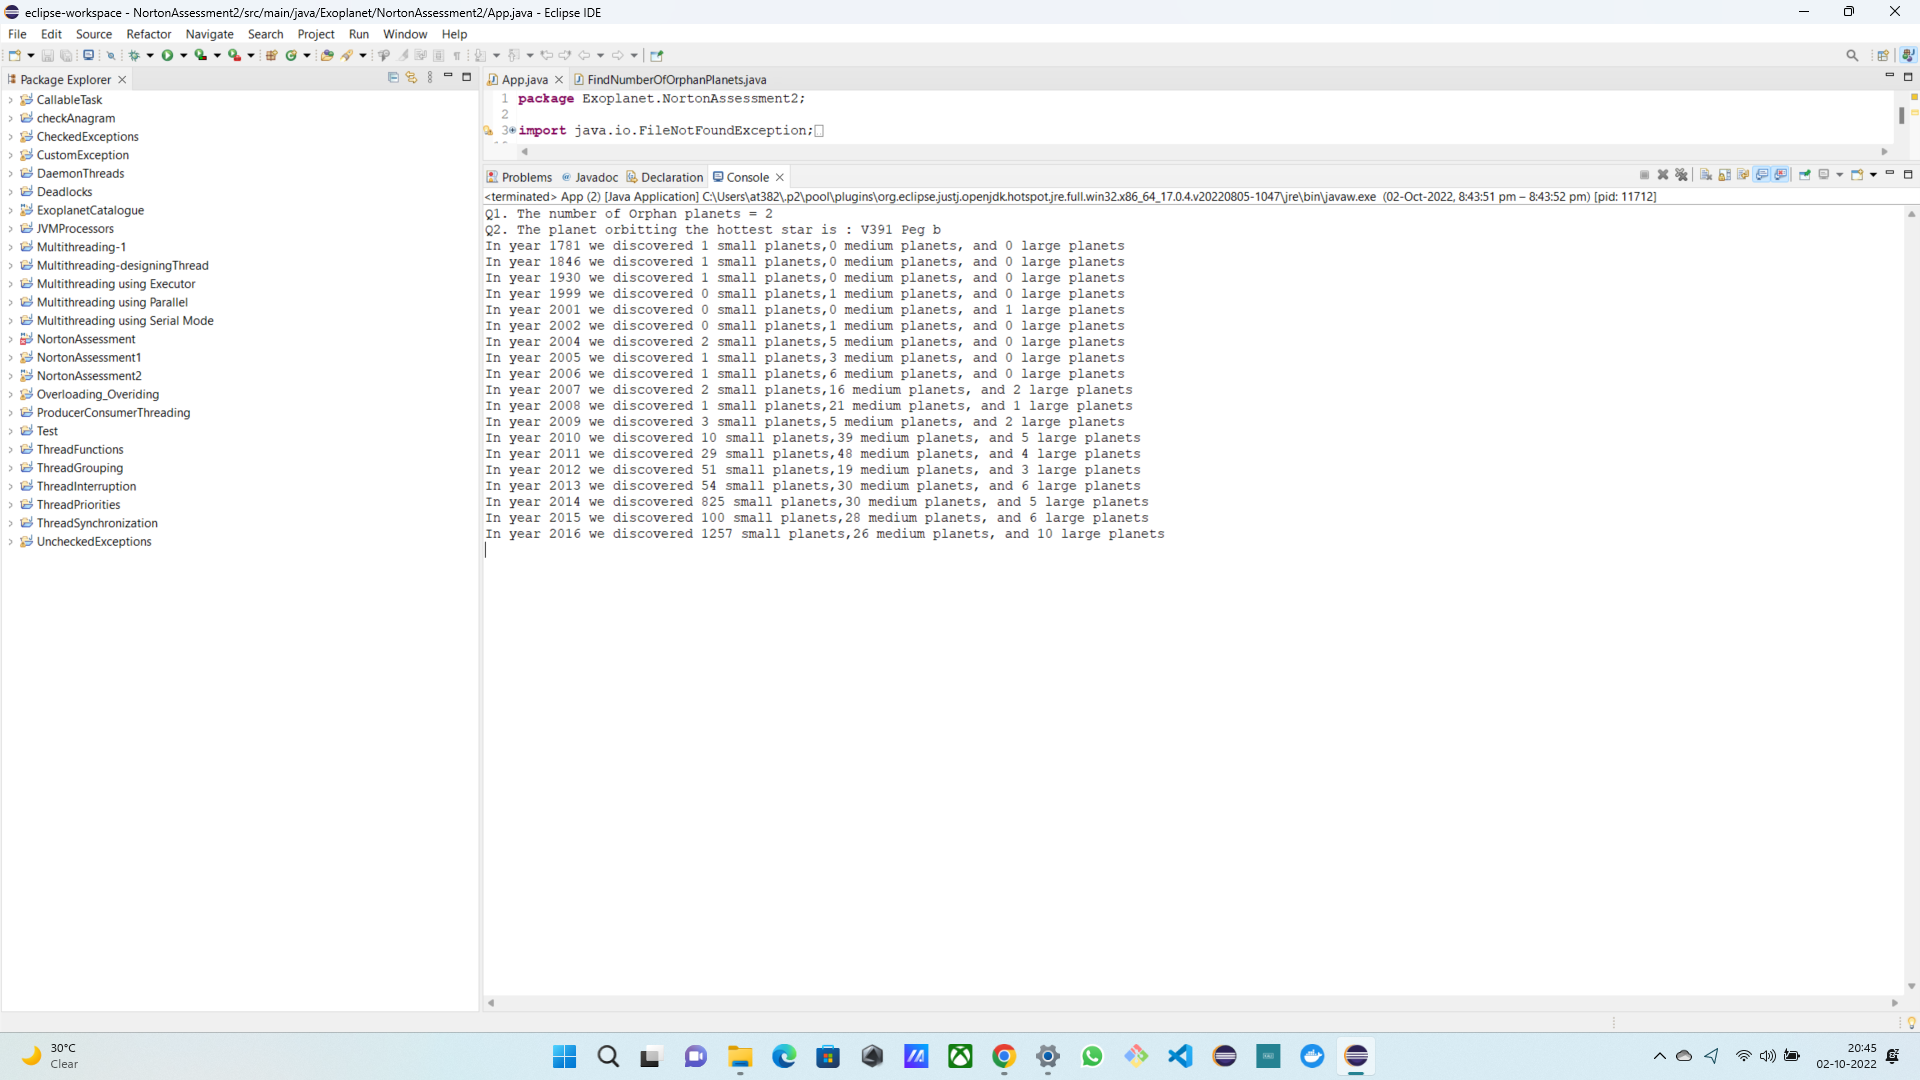 eclipse-workspace - NortonAssessment2/src/main/java/Exoplanet/NortonAssessment2/App.java - Eclipse IDE
File Edit Source Refactor Navigate Search Project Run Window Help
Package Explorer
CallableTask
checkAnagram
CheckedExceptions
CustomException
DaemonThreads
Deadlocks
ExoplanetCatalogue
JVMProcessors
Multithreading-1
Multithreading-designingThread
Multithreading using Executor
Multithreading using Parallel
Multithreading using Serial Mode
NortonAssessment
NortonAssessment1
NortonAssessment2
Overloading_Overiding
ProducerConsumerThreading
Test
ThreadFunctions
ThreadGrouping
ThreadInterruption
ThreadPriorities
ThreadSynchronization
UncheckedExceptions
App.java FindNumberOfOrphanPlanets.java
1 package Exoplanet.NortonAssessment2;
2
3 import java.io.FileNotFoundException;
Problems Javadoc Declaration Console
<terminated> App (2) [Java Application] C:\Users\at382\.p2\pool\plugins\org.eclipse.justj.openjdk.hotspot.jre.full.win32.x86_64_17.0.4.v20220805-1047\jre\bin\javaw.exe (02-Oct-2022, 8:43:51 pm – 8:43:52 pm) [pid: 11712]
Q1. The number of Orphan planets = 2
Q2. The planet orbitting the hottest star is : V391 Peg b
In year 1781 we discovered 1 small planets,0 medium planets, and 0 large planets
In year 1846 we discovered 1 small planets,0 medium planets, and 0 large planets
In year 1930 we discovered 1 small planets,0 medium planets, and 0 large planets
In year 1999 we discovered 0 small planets,1 medium planets, and 0 large planets
In year 2001 we discovered 0 small planets,0 medium planets, and 1 large planets
In year 2002 we discovered 0 small planets,1 medium planets, and 0 large planets
In year 2004 we discovered 2 small planets,5 medium planets, and 0 large planets
In year 2005 we discovered 1 small planets,3 medium planets, and 0 large planets
In year 2006 we discovered 1 small planets,6 medium planets, and 0 large planets
In year 2007 we discovered 2 small planets,16 medium planets, and 2 large planets
In year 2008 we discovered 1 small planets,21 medium planets, and 1 large planets
In year 2009 we discovered 3 small planets,5 medium planets, and 2 large planets
In year 2010 we discovered 10 small planets,39 medium planets, and 5 large planets
In year 2011 we discovered 29 small planets,48 medium planets, and 4 large planets
In year 2012 we discovered 51 small planets,19 medium planets, and 3 large planets
In year 2013 we discovered 54 small planets,30 medium planets, and 6 large planets
In year 2014 we discovered 825 small planets,30 medium planets, and 5 large planets
In year 2015 we discovered 100 small planets,28 medium planets, and 6 large planets
In year 2016 we discovered 1257 small planets,26 medium planets, and 10 large planets
30°C
Clear
20:45
02-10-2022